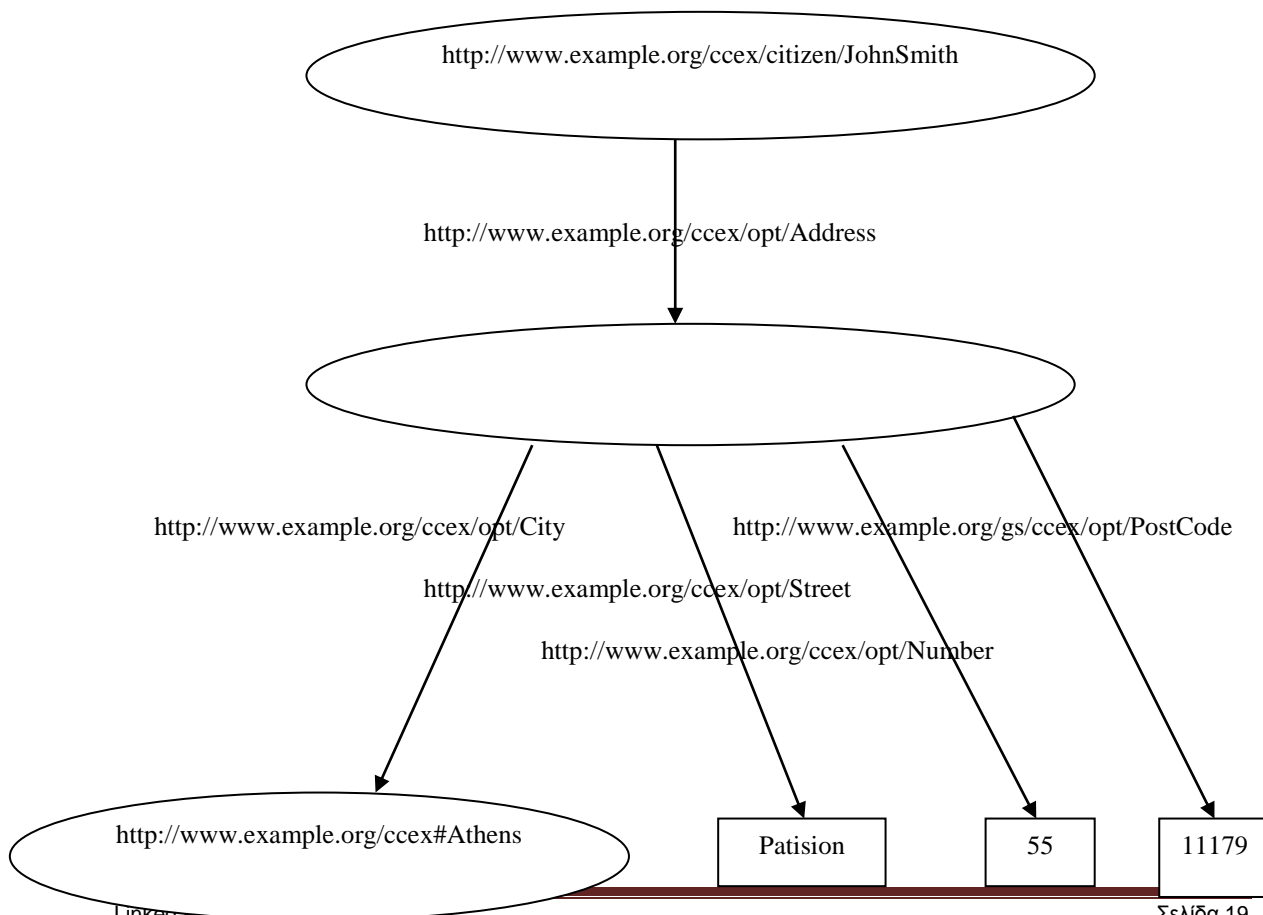 http://www.example.org/ccex/citizen/JohnSmith
http://www.example.org/ccex/opt/Address
http://www.example.org/ccex/opt/City
http://www.example.org/gs/ccex/opt/PostCode
http://www.example.org/ccex/opt/Street
http://www.example.org/ccex/opt/Number
http://www.example.org/ccex#Athens
Patision
55
11179
Σελίδα 19